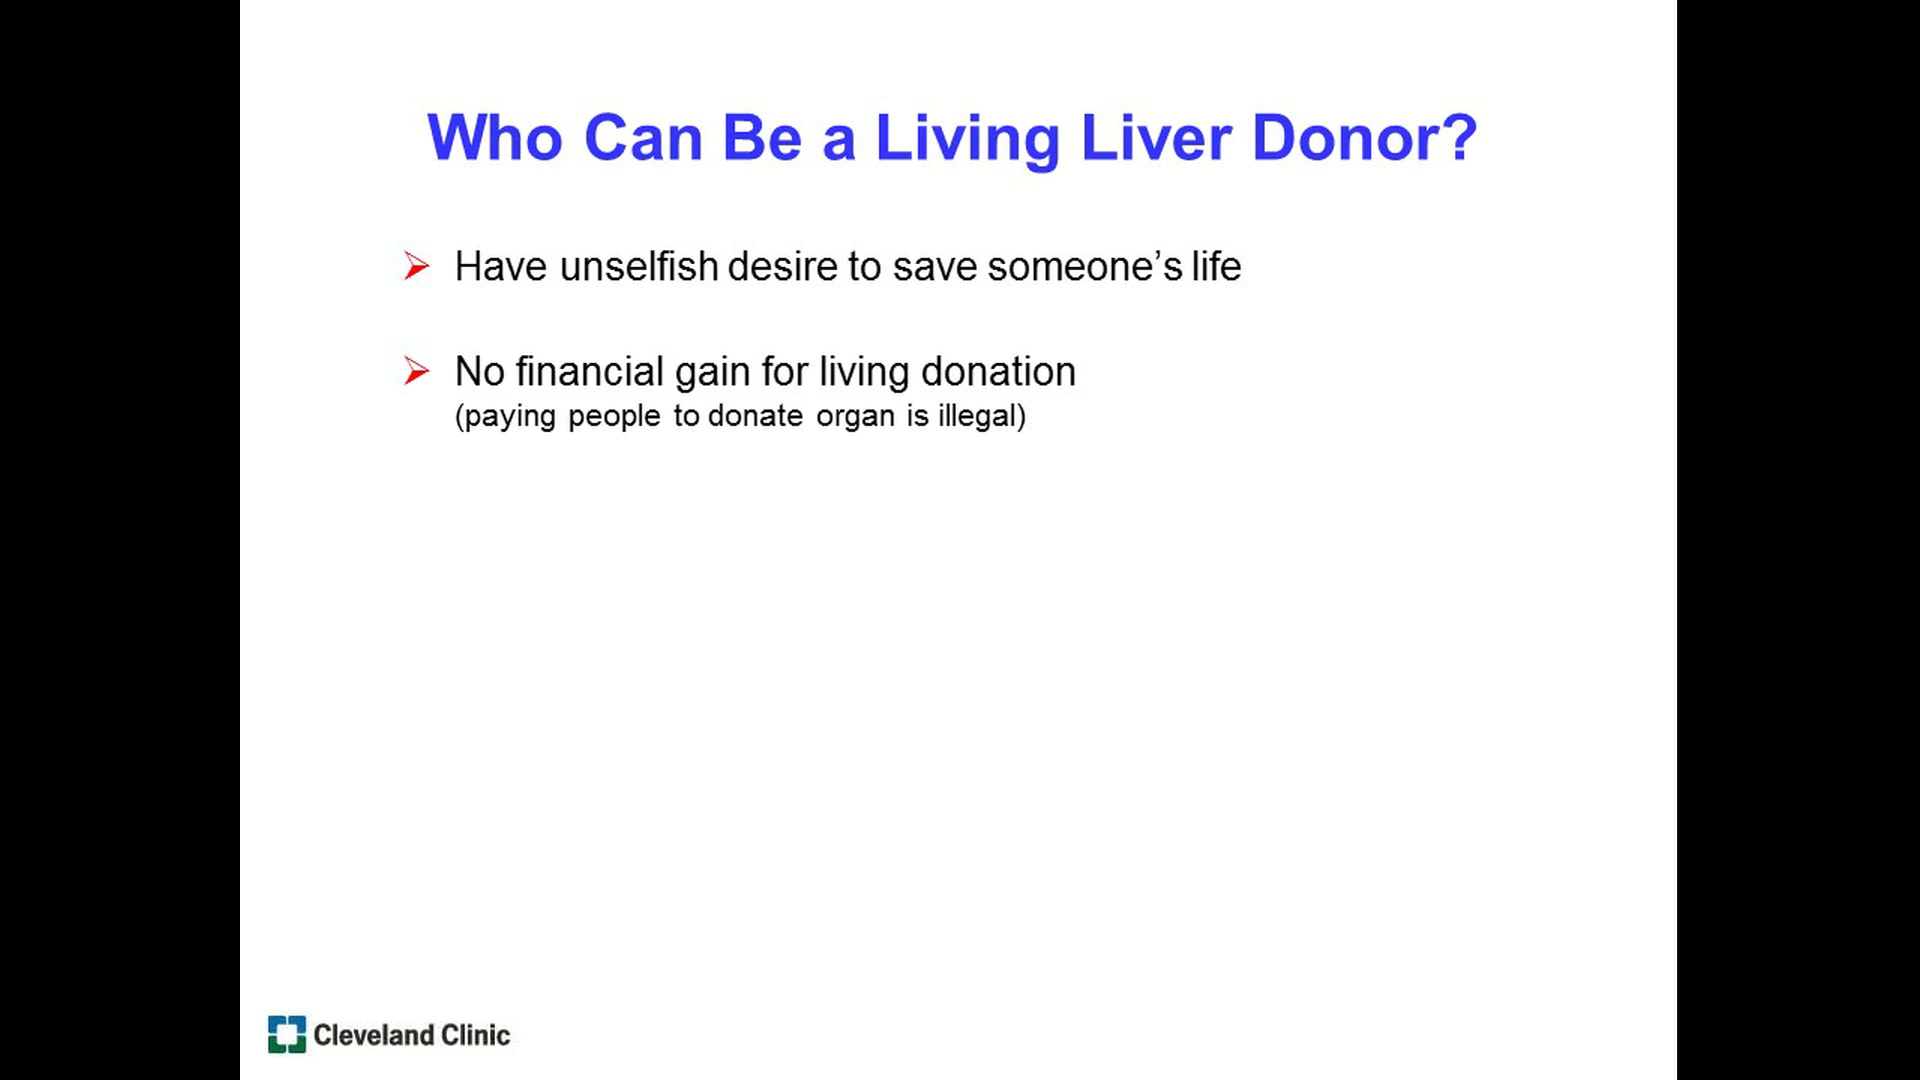 Who Can Be a Living Liver Donor?
Have unselfish desire to save someone’s life
No financial gain for living donation
(paying people to donate organ is illegal)
Cleveland Clinic